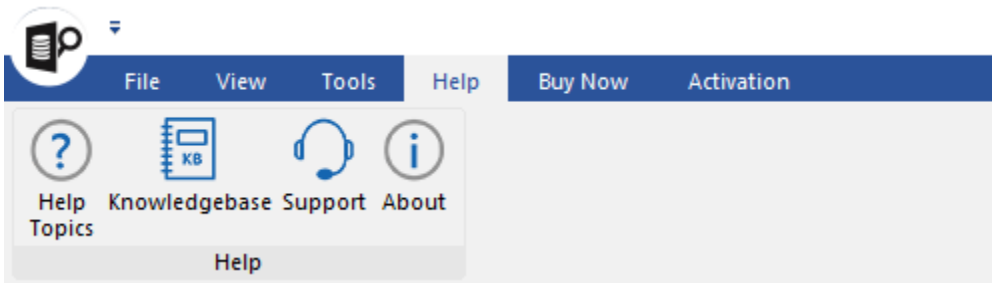 File View Tools Help Buy Now Activation
? KB i
Help Knowledgebase Support About
Topics
Help